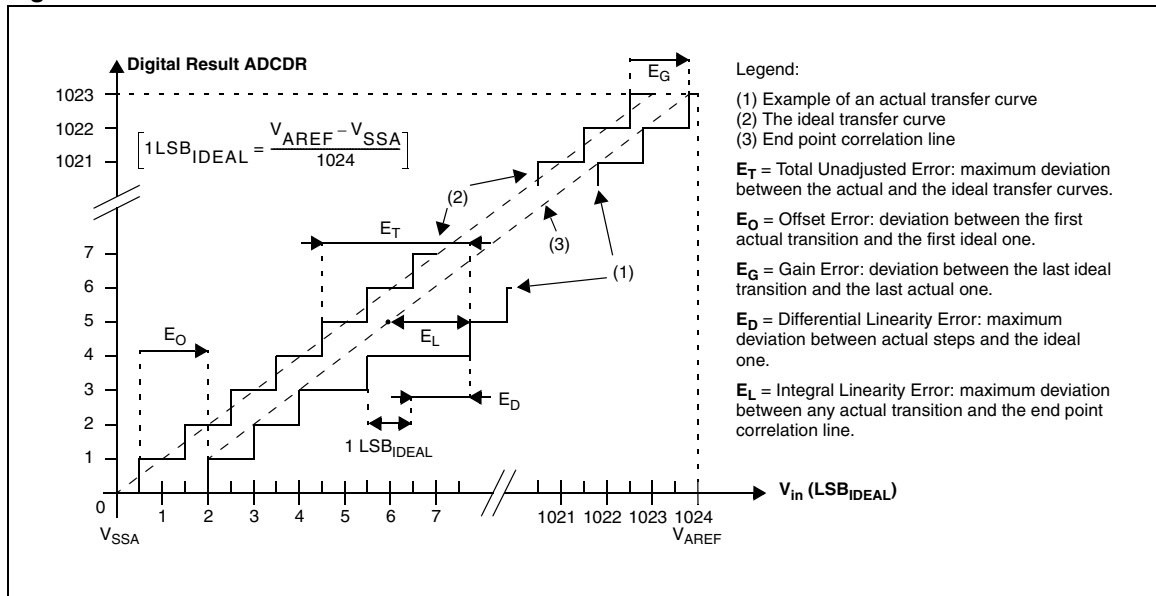 Digital Result ADCDR
1023
1022
1021
7
6
5
4
3
2
1
0
[1LSB_IDEAL = V_AREF – V_SSA / 1024]
E_G
(2)
E_T
(3)
(1)
E_O
E_L
E_D
1 LSB_IDEAL
1 2 3 4 5 6 7 1021 1022 1023 1024
V_in (LSB_IDEAL)
V_SSA
V_AREF
Legend:
(1) Example of an actual transfer curve
(2) The ideal transfer curve
(3) End point correlation line
E_T = Total Unadjusted Error: maximum deviation
between the actual and the ideal transfer curves.
E_O = Offset Error: deviation between the first
actual transition and the first ideal one.
E_G = Gain Error: deviation between the last ideal
transition and the last actual one.
E_D = Differential Linearity Error: maximum
deviation between actual steps and the ideal
one.
E_L = Integral Linearity Error: maximum deviation
between any actual transition and the end point
correlation line.